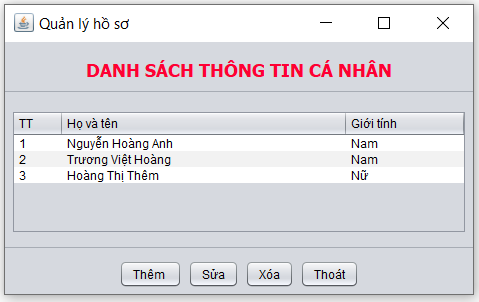 Quản lý hồ sơ
DANH SÁCH THÔNG TIN CÁ NHÂN
TT Họ và tên Giới tính
1 Nguyễn Hoàng Anh Nam
2 Trương Việt Hoàng Nam
3 Hoàng Thị Thêm Nữ
Thêm Sửa Xóa Thoát